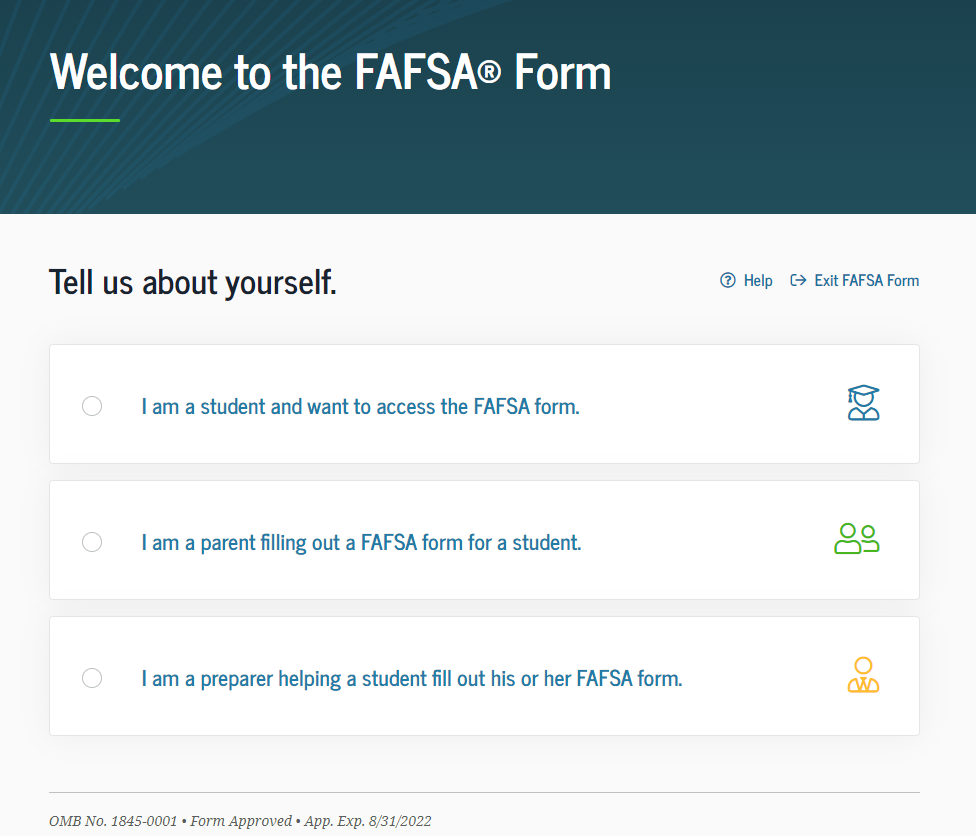 Welcome to the FAFSA® Form
Tell us about yourself.
Help
Exit FAFSA Form
I am a student and want to access the FAFSA form.
I am a parent filling out a FAFSA form for a student.
I am a preparer helping a student fill out his or her FAFSA form.
OMB No. 1845-0001 • Form Approved • App. Exp. 8/31/2022